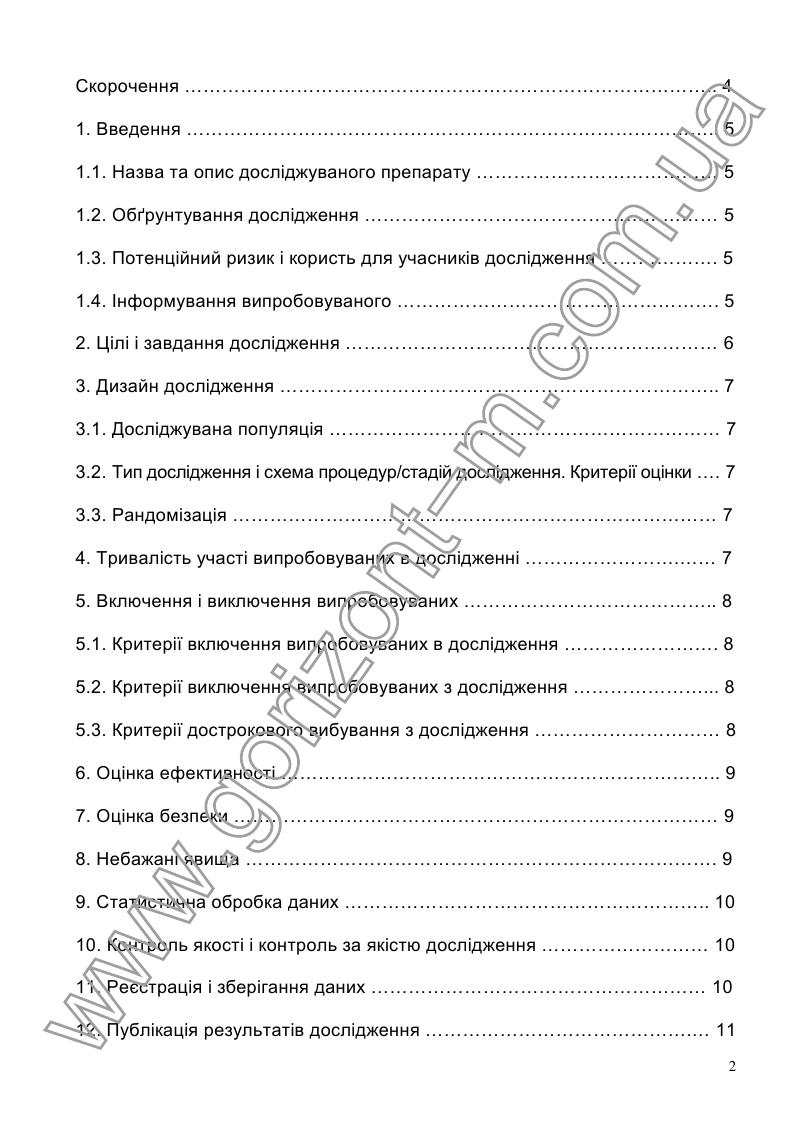 Скорочення ……………………………………………………………………………. 4
1. Введення ……………………………………………………………………………. 5
1.1. Назва та опис досліджуваного препарату …………………………………. 5
1.2. Обґрунтування дослідження ………………………………………………… 5
1.3. Потенційний ризик і користь для учасників дослідження ………………. 5
1.4. Інформування випробовуваного ……………………………………………. 5
2. Цілі і завдання дослідження …………………………………………………… 6
3. Дизайн дослідження ……………………………………………………………. 7
3.1. Досліджувана популяція ……………………………………………………… 7
3.2. Тип дослідження і схема процедур/стадій дослідження. Критерії оцінки …. 7
3.3. Рандомізація …………………………………………………………………… 7
4. Тривалість участі випробовуваних в дослідженні …………………………. 7
5. Включення і виключення випробовуваних ………………………………….. 8
5.1. Критерії включення випробовуваних в дослідження ……………………. 8
5.2. Критерії виключення випробовуваних з дослідження …………………... 8
5.3. Критерії дострокового вибування з дослідження ………………………… 8
6. Оцінка ефективності ……………………………………………………………. 9
7. Оцінка безпеки …………………………………………………………………… 9
8. Небажані явища …………………………………………………………………. 9
9. Статистична обробка даних ………………………………………………….. 10
10. Контроль якості і контроль за якістю дослідження ……………………… 10
11. Реєстрація і зберігання даних ……………………………………………… 10
12. Публікація результатів дослідження ………………………………………. 11
2
www.gorizont-m.com.ua